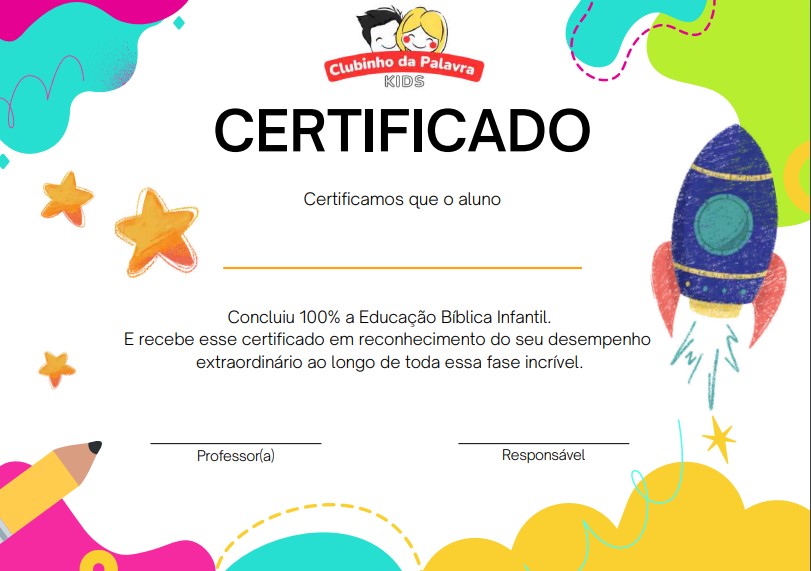 Clubinho da Palavra
KIDS
CERTIFICADO
Certificamos que o aluno
Concluiu 100% a Educação Bíblica Infantil.
E recebe esse certificado em reconhecimento do seu desempenho
extraordinário ao longo de toda essa fase incrível.
Professor(a)
Responsável